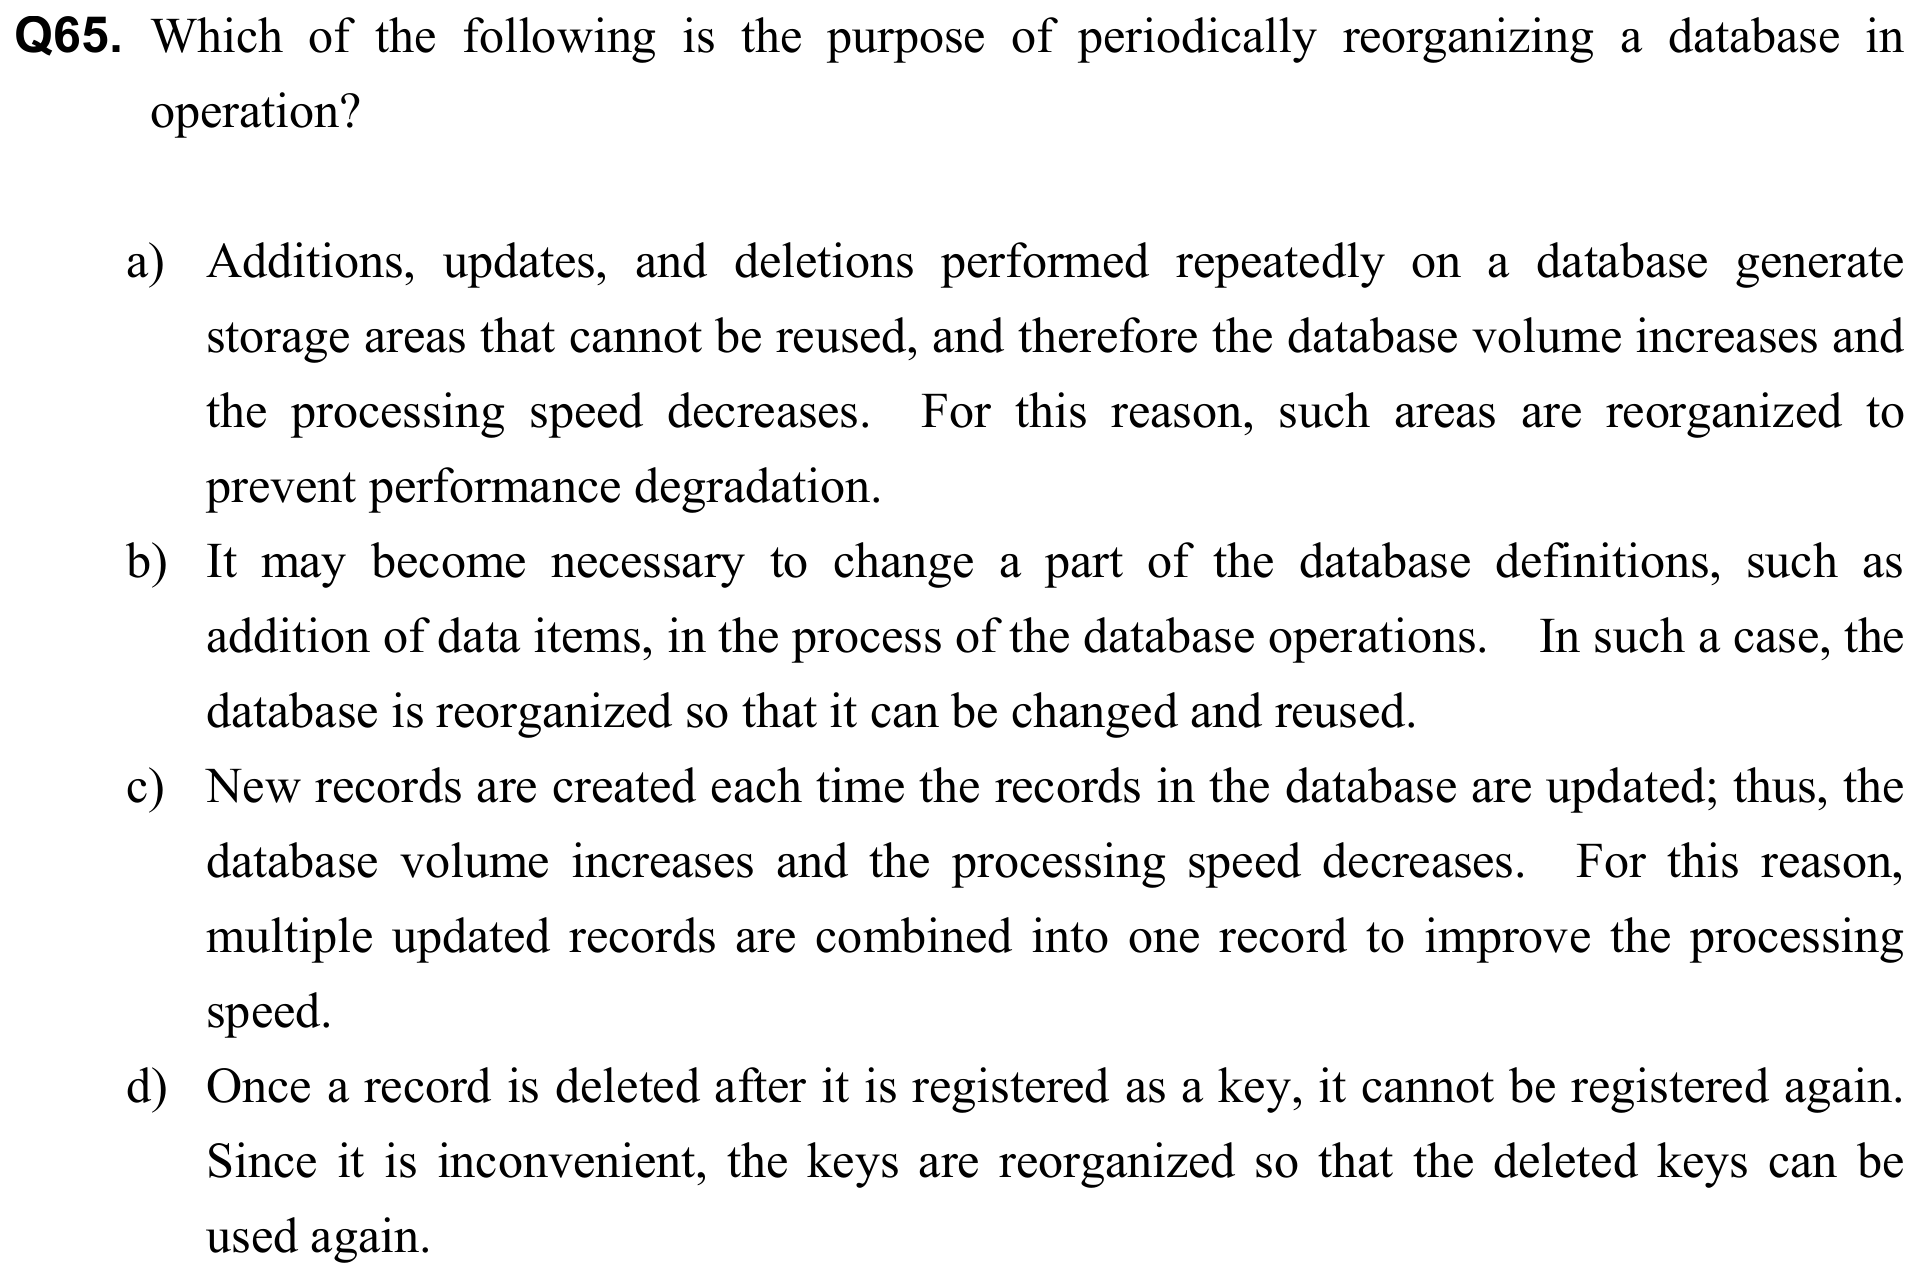 Q65. Which of the following is the purpose of periodically reorganizing a database in
operation?
a) Additions, updates, and deletions performed repeatedly on a database generate
storage areas that cannot be reused, and therefore the database volume increases and
the processing speed decreases. For this reason, such areas are reorganized to
prevent performance degradation.
b) It may become necessary to change a part of the database definitions, such as
addition of data items, in the process of the database operations. In such a case, the
database is reorganized so that it can be changed and reused.
c) New records are created each time the records in the database are updated; thus, the
database volume increases and the processing speed decreases. For this reason,
multiple updated records are combined into one record to improve the processing
speed.
d) Once a record is deleted after it is registered as a key, it cannot be registered again.
Since it is inconvenient, the keys are reorganized so that the deleted keys can be
used again.